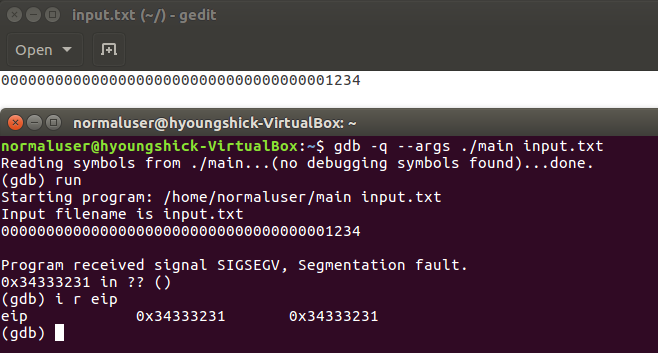 input.txt (~/) - gedit
Open
0000000000000000000000000000000000001234
normaluser@hyoungshick-VirtualBox: ~
normaluser@hyoungshick-VirtualBox:~$ gdb -q --args ./main input.txt
Reading symbols from ./main...(no debugging symbols found)...done.
(gdb) run
Starting program: /home/normaluser/main input.txt
Input filename is input.txt
0000000000000000000000000000000000001234
Program received signal SIGSEGV, Segmentation fault.
0x34333231 in ?? ()
(gdb) i r eip
eip            0x34333231       0x34333231
(gdb)